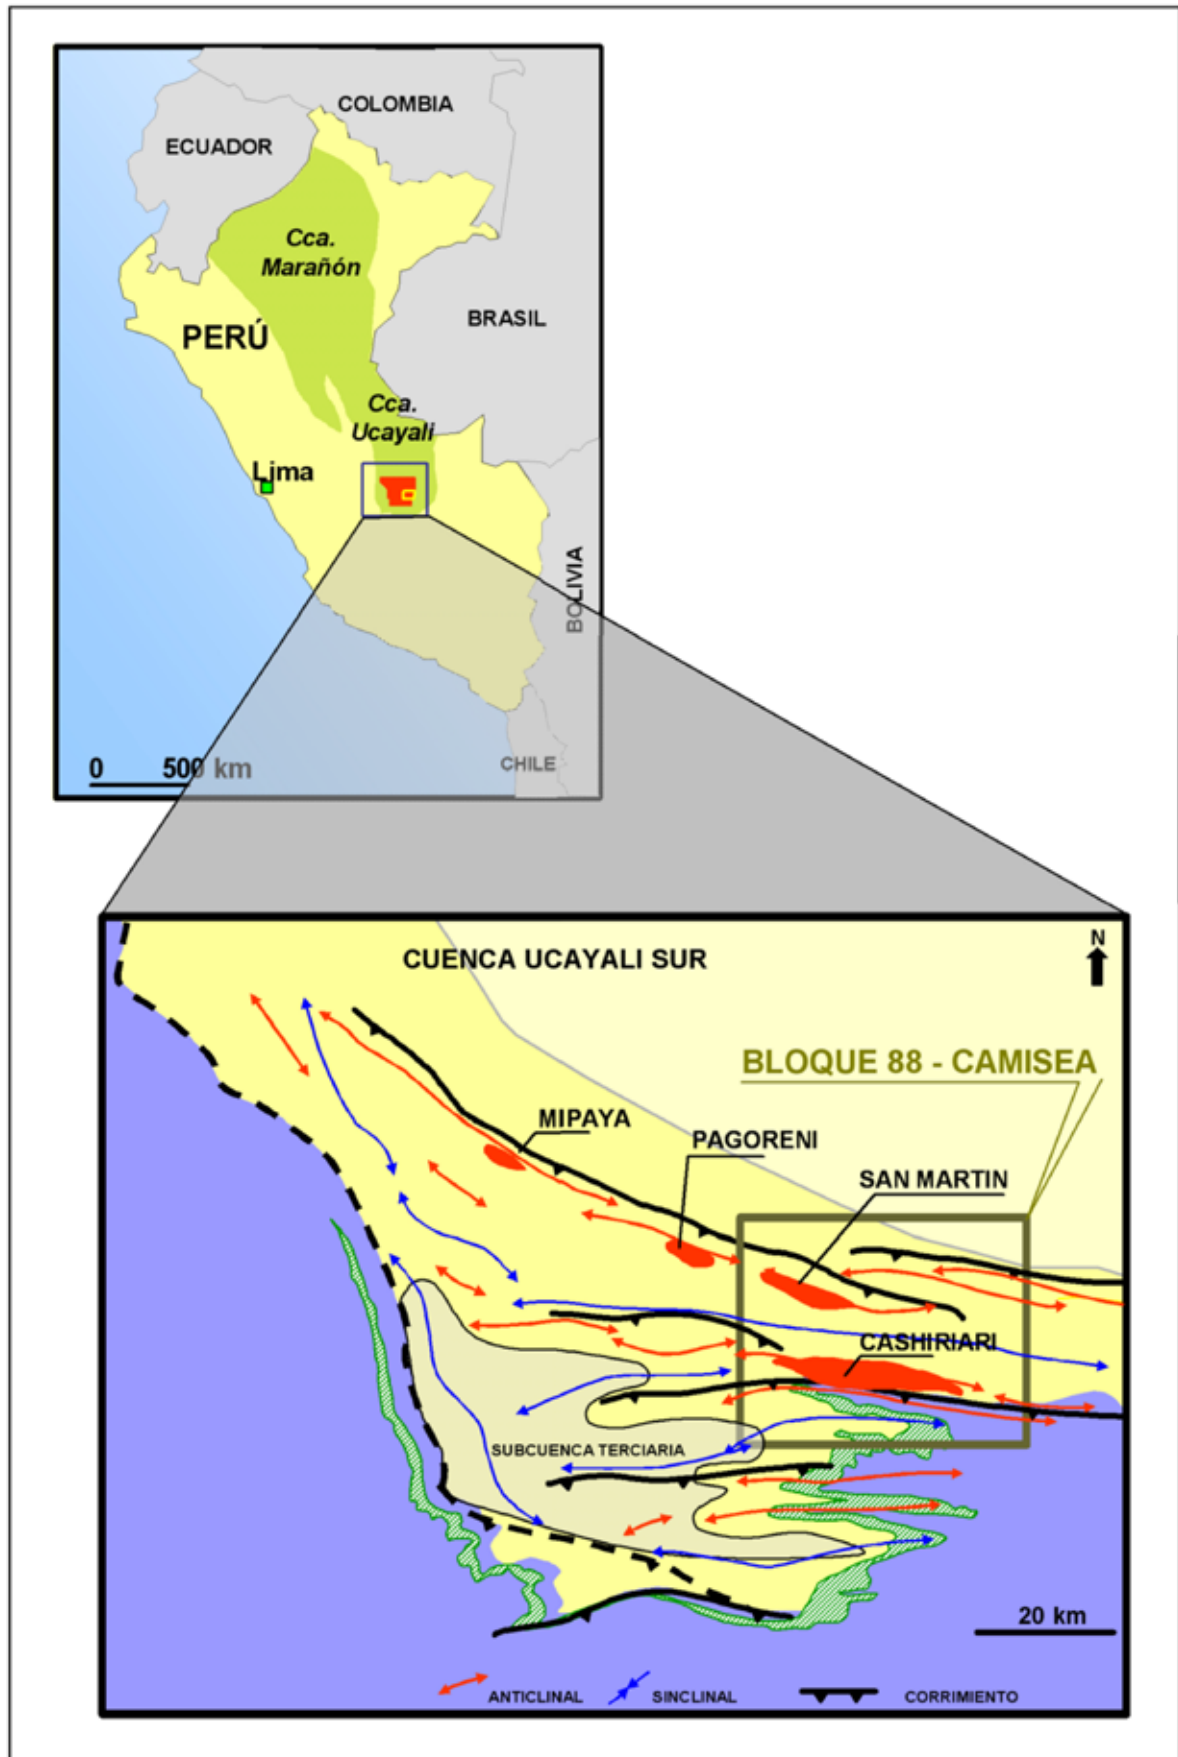 COLOMBIA
ECUADOR
Cca.
Marañón
BRASIL
PERÚ
Cca.
Ucayali
Lima
BOLIVIA
CHILE
0 500 km
CUENCA UCAYALI SUR
N
BLOQUE 88 - CAMISEA
MIPAYA
PAGORENI
SAN MARTIN
CASHIRIARI
SUBCUENCA TERCIARIA
20 km
ANTICLINAL
SINCLINAL
CORRIMIENTO